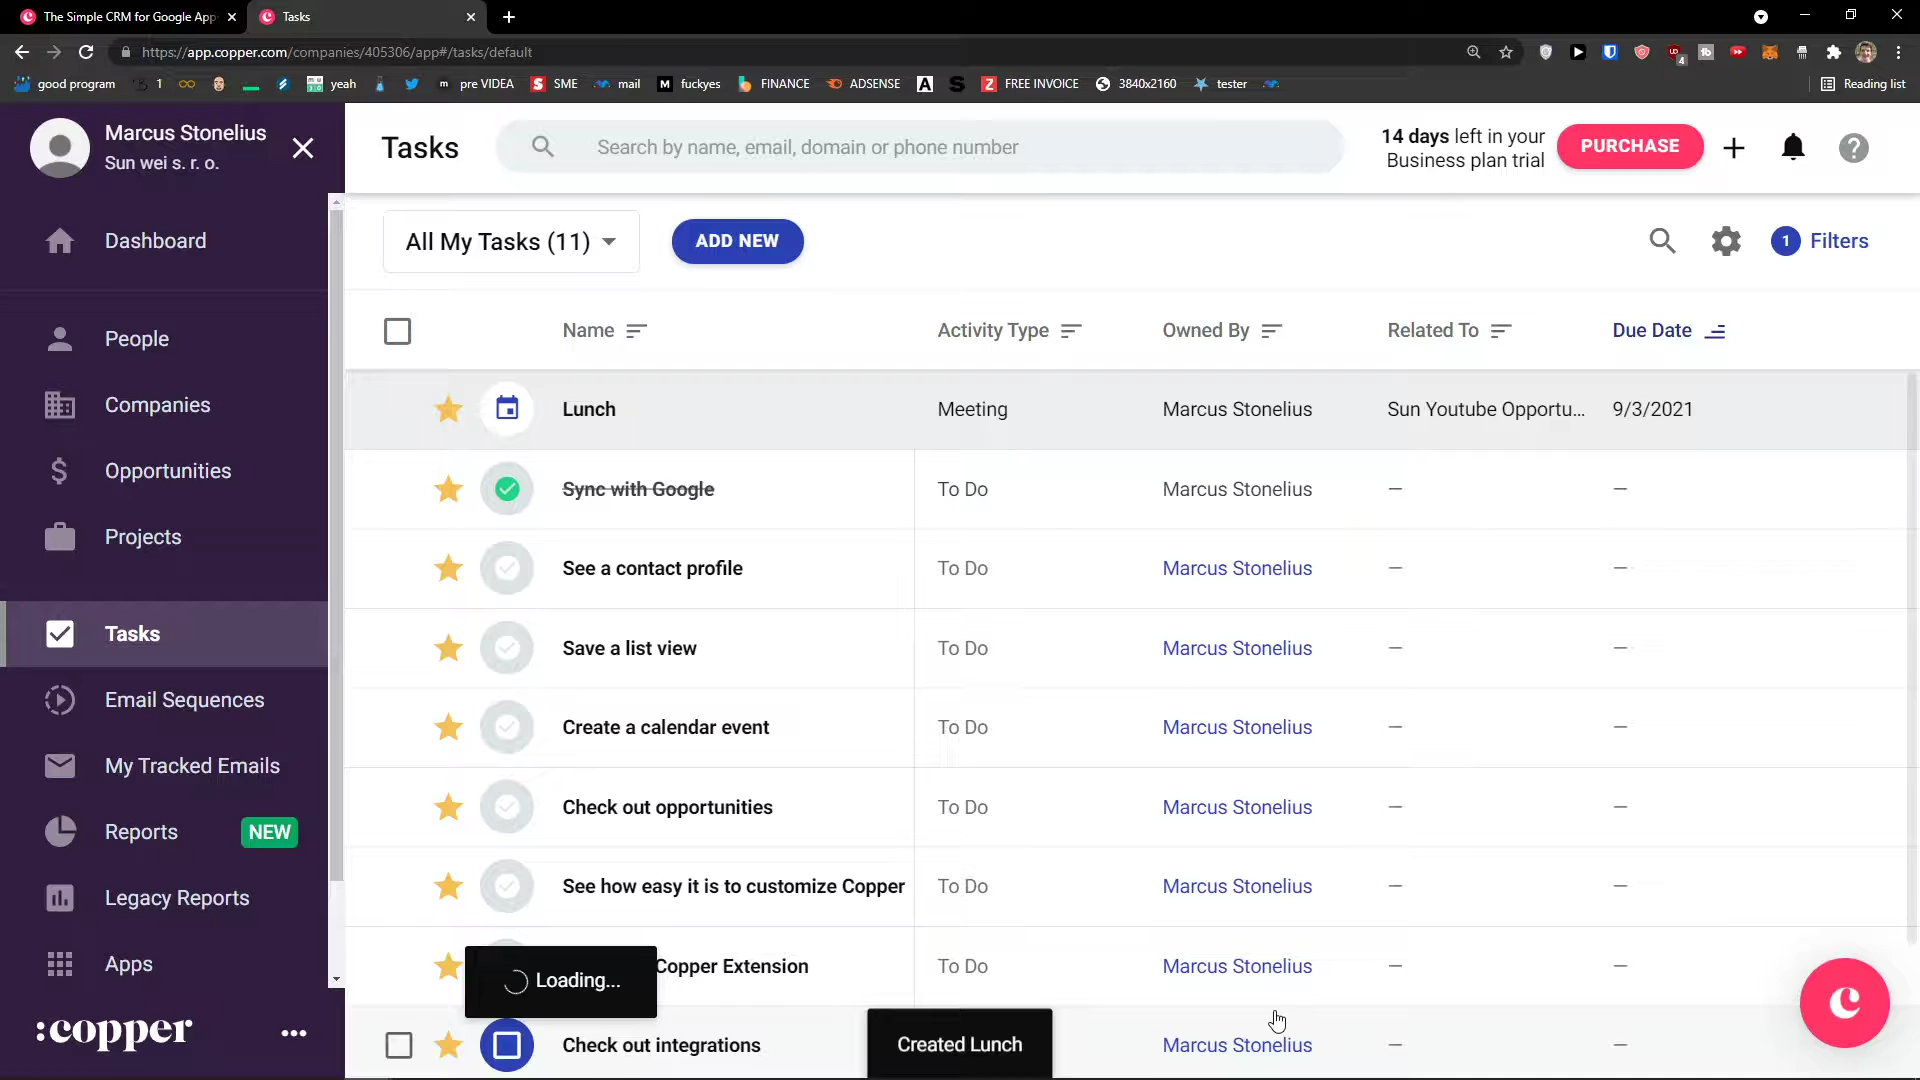 The Simple CRM for Google App
Tasks
https://app.copper.com/companies/405306/app#/tasks/default
4
good program
1
yeah
pre VIDEA
SME
mail
fuckyes
FINANCE
ADSENSE
FREE INVOICE
3840x2160
tester
Reading list
Marcus Stonelius
Sun wei s. r. o.
Dashboard
People
Companies
Opportunities
Projects
Tasks
Email Sequences
My Tracked Emails
Reports NEW
Legacy Reports
Apps
:copper
Tasks
Search by name, email, domain or phone number
14 days left in your
Business plan trial
PURCHASE
All My Tasks (11)
ADD NEW
1 Filters
Name Activity Type Owned By Related To Due Date
Lunch Meeting Marcus Stonelius Sun Youtube Opportu... 9/3/2021
Sync with Google To Do Marcus Stonelius — —
See a contact profile To Do Marcus Stonelius — —
Save a list view To Do Marcus Stonelius — —
Create a calendar event To Do Marcus Stonelius — —
Check out opportunities To Do Marcus Stonelius — —
See how easy it is to customize Copper To Do Marcus Stonelius — —
Copper Extension To Do Marcus Stonelius — —
Loading...
Check out integrations Marcus Stonelius — —
Created Lunch